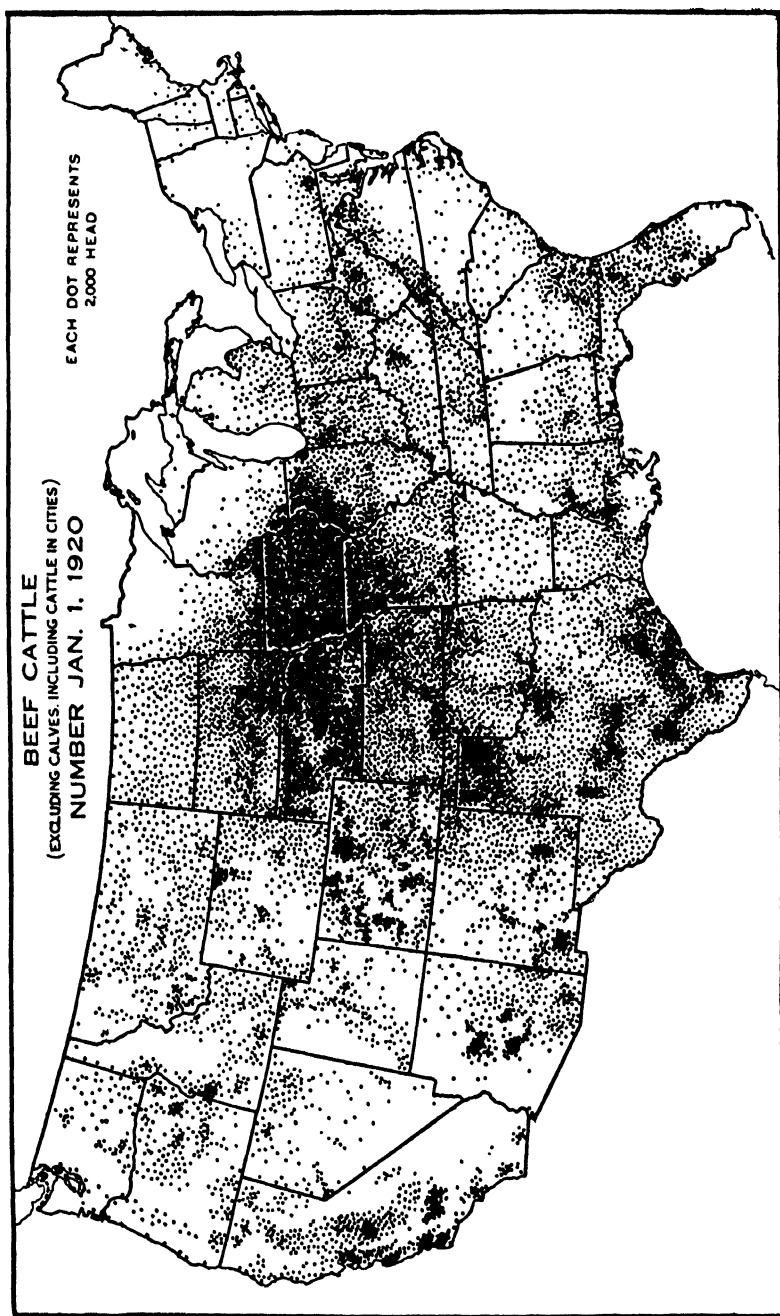 BEEF CATTLE
(EXCLUDING CALVES. INCLUDING CATTLE IN CITIES)
NUMBER JAN. 1, 1920
EACH DOT REPRESENTS
2,000 HEAD